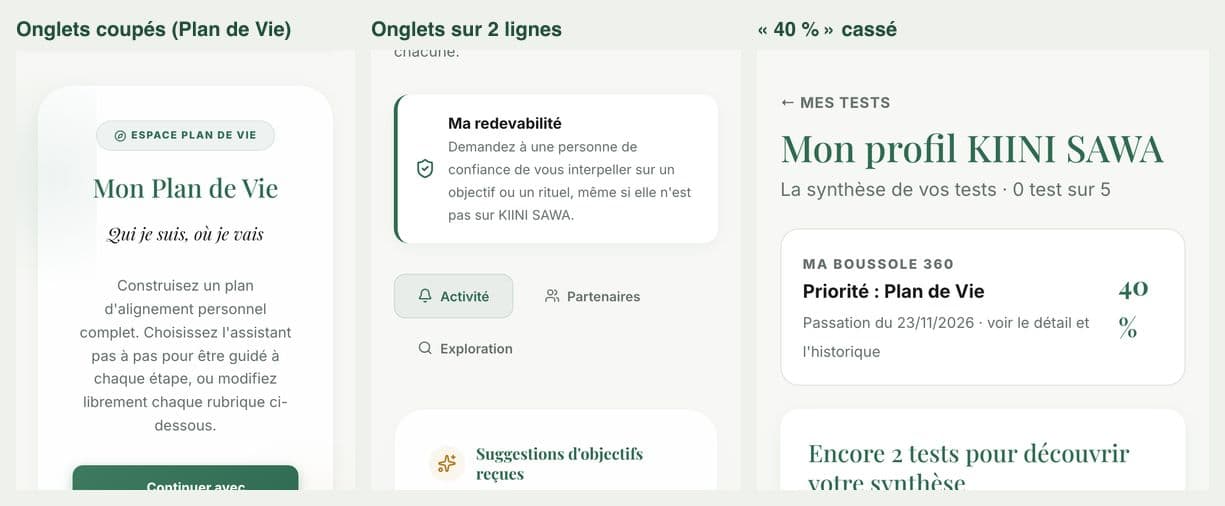 Onglets coupés (Plan de Vie)
ESPACE PLAN DE VIE
Mon Plan de Vie
Qui je suis, où je vais
Construisez un plan
d'alignement personnel
complet. Choisissez l'assistant
pas à pas pour être guidé à
chaque étape, ou modifiez
librement chaque rubrique ci-
dessous.
Continuer avec
Onglets sur 2 lignes
chacune.
Ma redevabilité
Demandez à une personne de
confiance de vous interpeller sur un
objectif ou un rituel, même si elle n'est
pas sur KIINI SAWA.
Activité
Partenaires
Exploration
Suggestions d'objectifs
reçues
« 40 % » cassé
← MES TESTS
Mon profil KIINI SAWA
La synthèse de vos tests · 0 test sur 5
MA BOUSSOLE 360
Priorité : Plan de Vie
Passation du 23/11/2026 · voir le détail et
l'historique
40
%
Encore 2 tests pour découvrir
votre synthèse